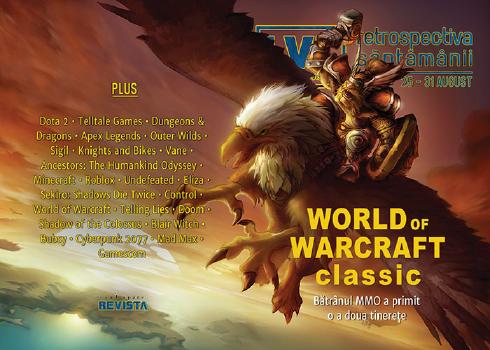 PLUS
Dota 2 • Telltale Games • Dungeons &
Dragons • Apex Legends • Outer Wilds •
Sigil • Knights and Bikes • Vane •
Ancestors: The Humankind Odyssey •
Minecraft • Roblox • Undefeated • Eliza •
Sekiro: Shadows Die Twice • Control •
World of Warcraft • Telling Lies • Doom •
Shadow of the Colossus • Blair Witch •
Bubsy • Cyberpunk 2077 • Mad Max •
Gamescom
REVISTA
etrospectiva
săptămânii
25 - 31 AUGUST
WORLD OF
WARCRAFT
classic
Bătrânul MMO a primit
o a doua tinerețe